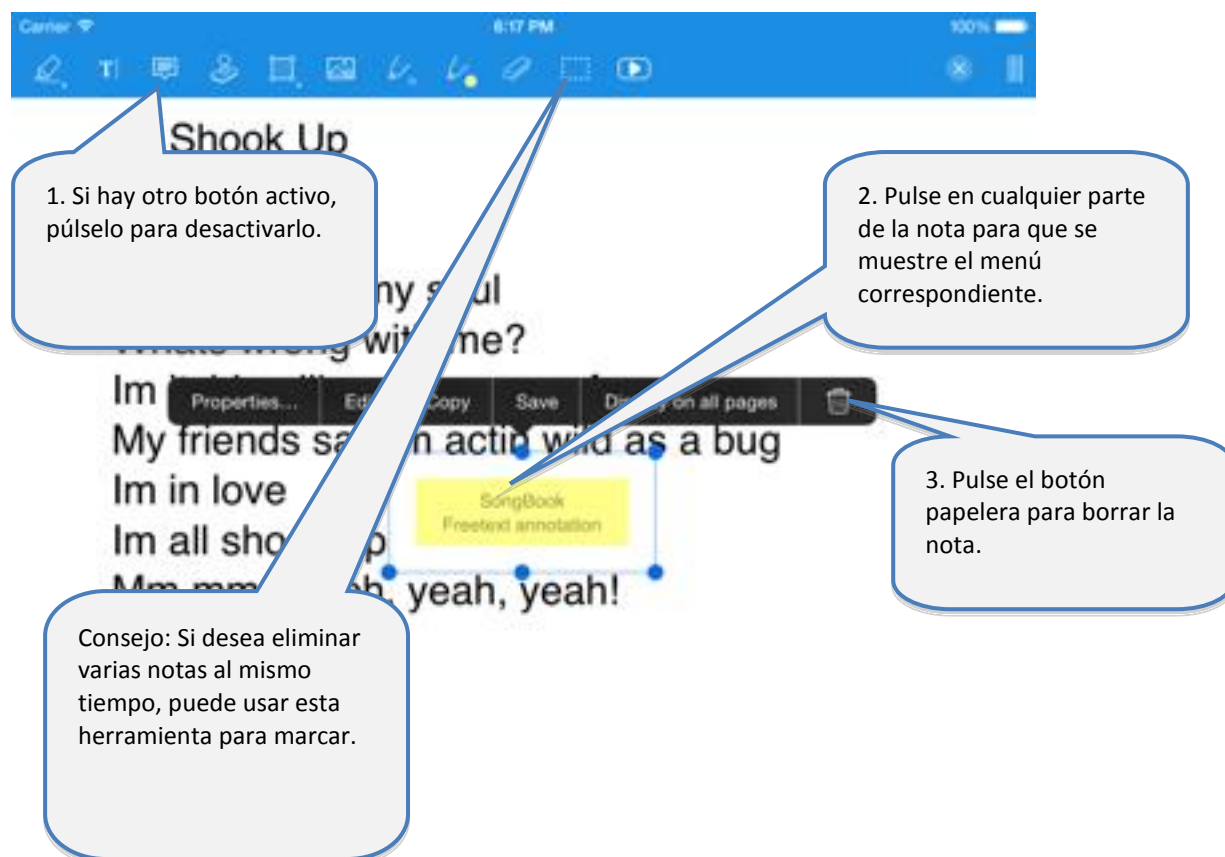 Carrier 6:17 PM 100%
T
Shook Up
1. Si hay otro botón activo,
púlselo para desactivarlo.
2. Pulse en cualquier parte
de la nota para que se
muestre el menú
correspondiente.
my soul
Whats wrong with me?
Im
Properties... Copy Save on all pages
My friends actin wild as a bug
Im in love
SongBook
Freetext annotation
Im all
yeah, yeah!
3. Pulse el botón
papelera para borrar la
nota.
Consejo: Si desea eliminar
varias notas al mismo
tiempo, puede usar esta
herramienta para marcar.